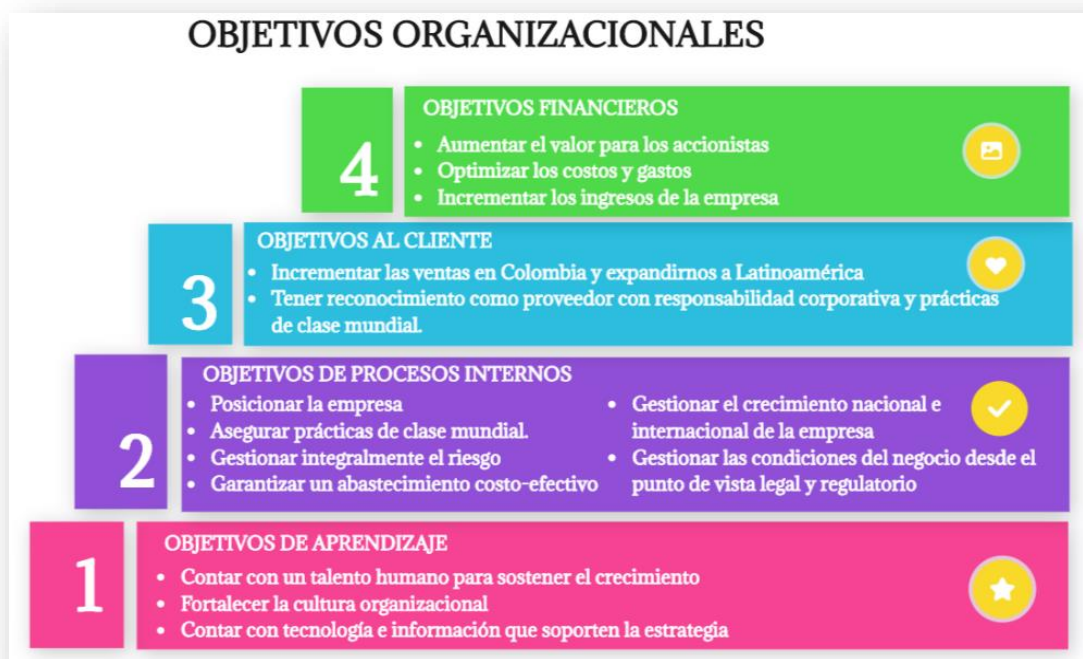 OBJETIVOS ORGANIZACIONALES
4
OBJETIVOS FINANCIEROS
• Aumentar el valor para los accionistas
• Optimizar los costos y gastos
• Incrementar los ingresos de la empresa
3
OBJETIVOS AL CLIENTE
• Incrementar las ventas en Colombia y expandirnos a Latinoamérica
• Tener reconocimiento como proveedor con responsabilidad corporativa y prácticas
de clase mundial.
2
OBJETIVOS DE PROCESOS INTERNOS
• Posicionar la empresa
• Asegurar prácticas de clase mundial.
• Gestionar integralmente el riesgo
• Garantizar un abastecimiento costo-efectivo
• Gestionar el crecimiento nacional e
internacional de la empresa
• Gestionar las condiciones del negocio desde el
punto de vista legal y regulatorio
1
OBJETIVOS DE APRENDIZAJE
• Contar con un talento humano para sostener el crecimiento
• Fortalecer la cultura organizacional
• Contar con tecnología e información que soporten la estrategia